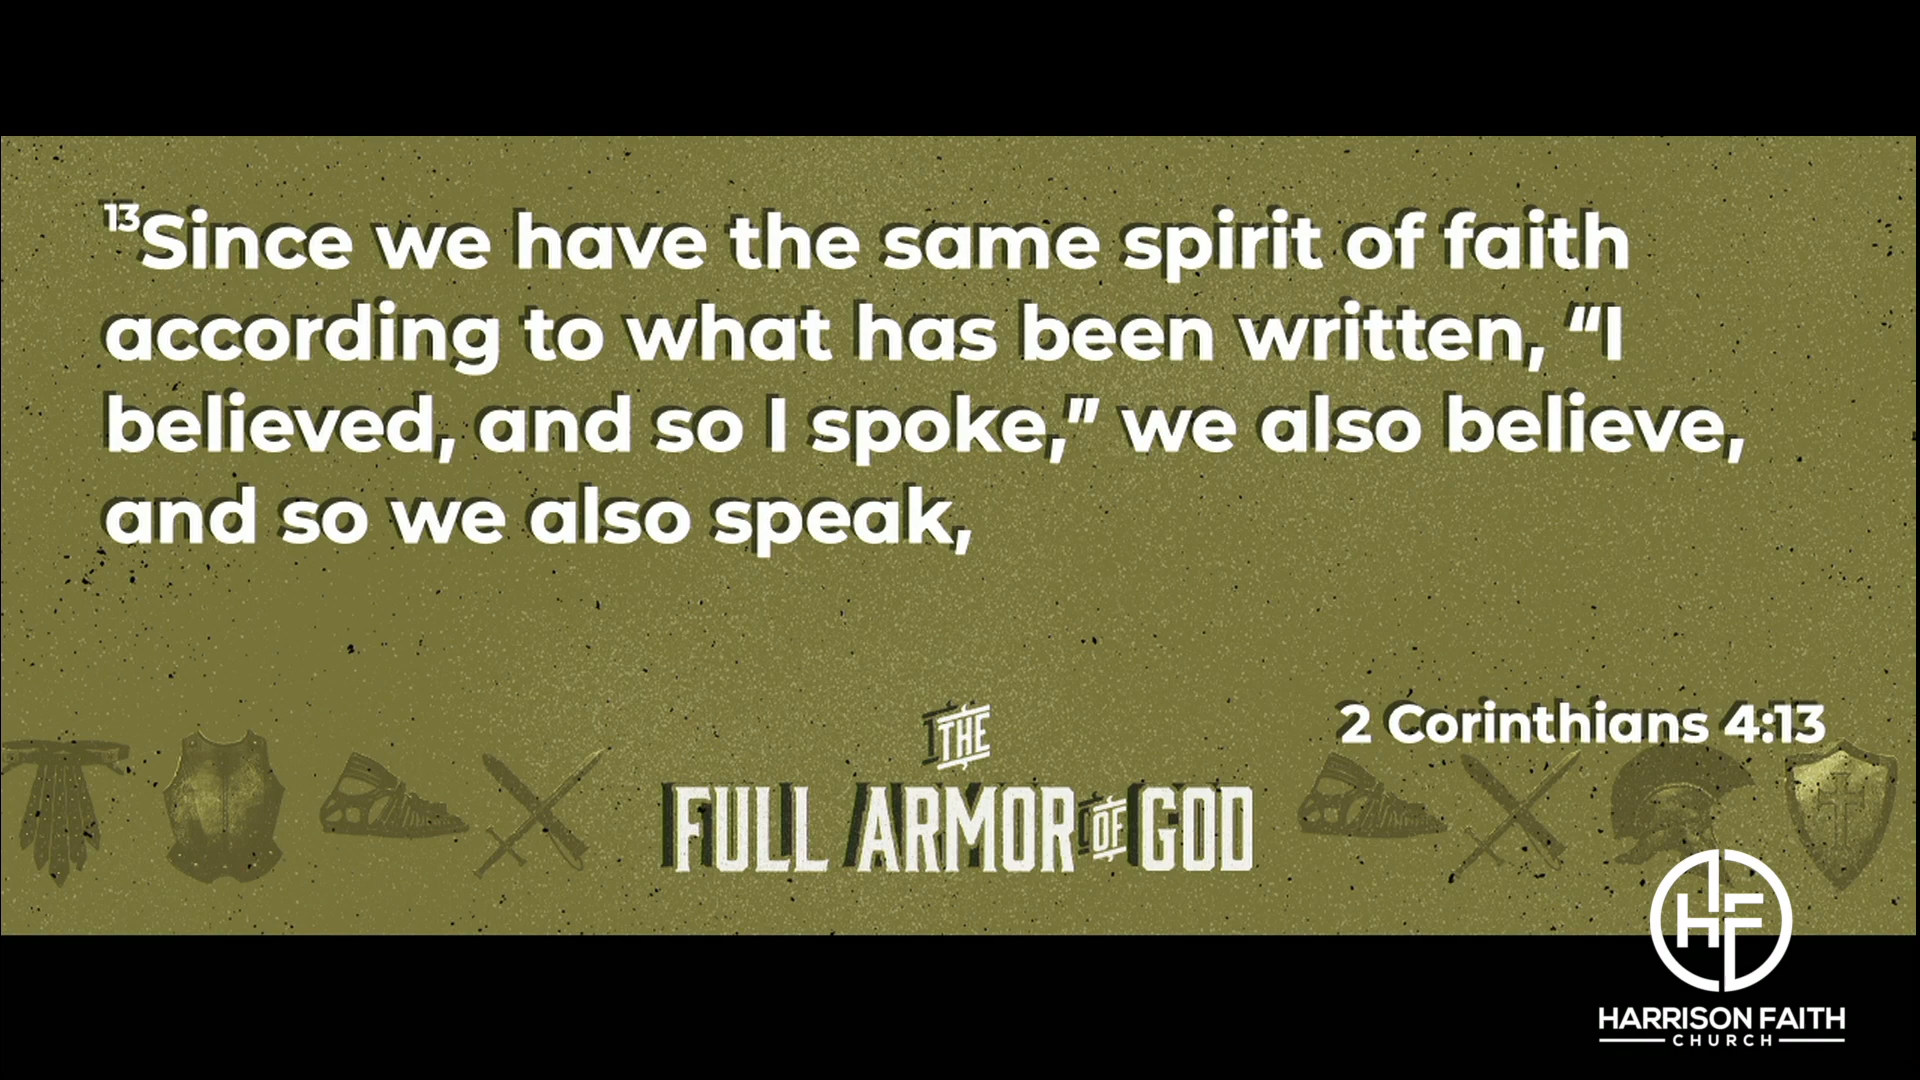 13Since we have the same spirit of faith
according to what has been written, “I
believed, and so I spoke,” we also believe,
and so we also speak,
2 Corinthians 4:13
THE
FULL ARMOR OF GOD
HF
HARRISON FAITH
CHURCH